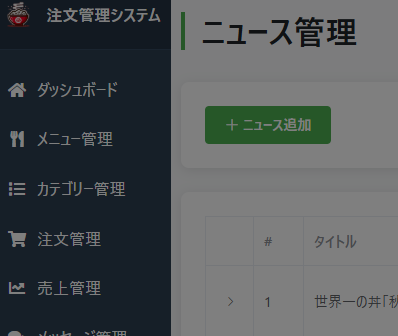 注文管理システム
ダッシュボード
メニュー管理
カテゴリー管理
注文管理
売上管理
メッセージ管理
ニュース管理
＋ ニュース追加
# タイトル
1 世界一の丼「秋